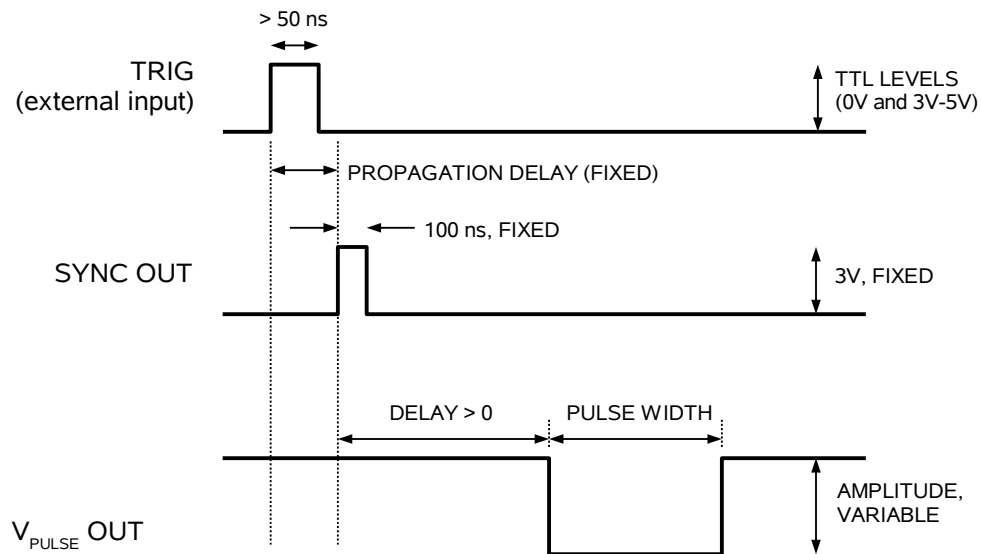 > 50 ns
TRIG
(external input)
TTL LEVELS
(0V and 3V-5V)
PROPAGATION DELAY (FIXED)
100 ns, FIXED
SYNC OUT
3V, FIXED
DELAY > 0
PULSE WIDTH
AMPLITUDE,
VARIABLE
VPULSE OUT